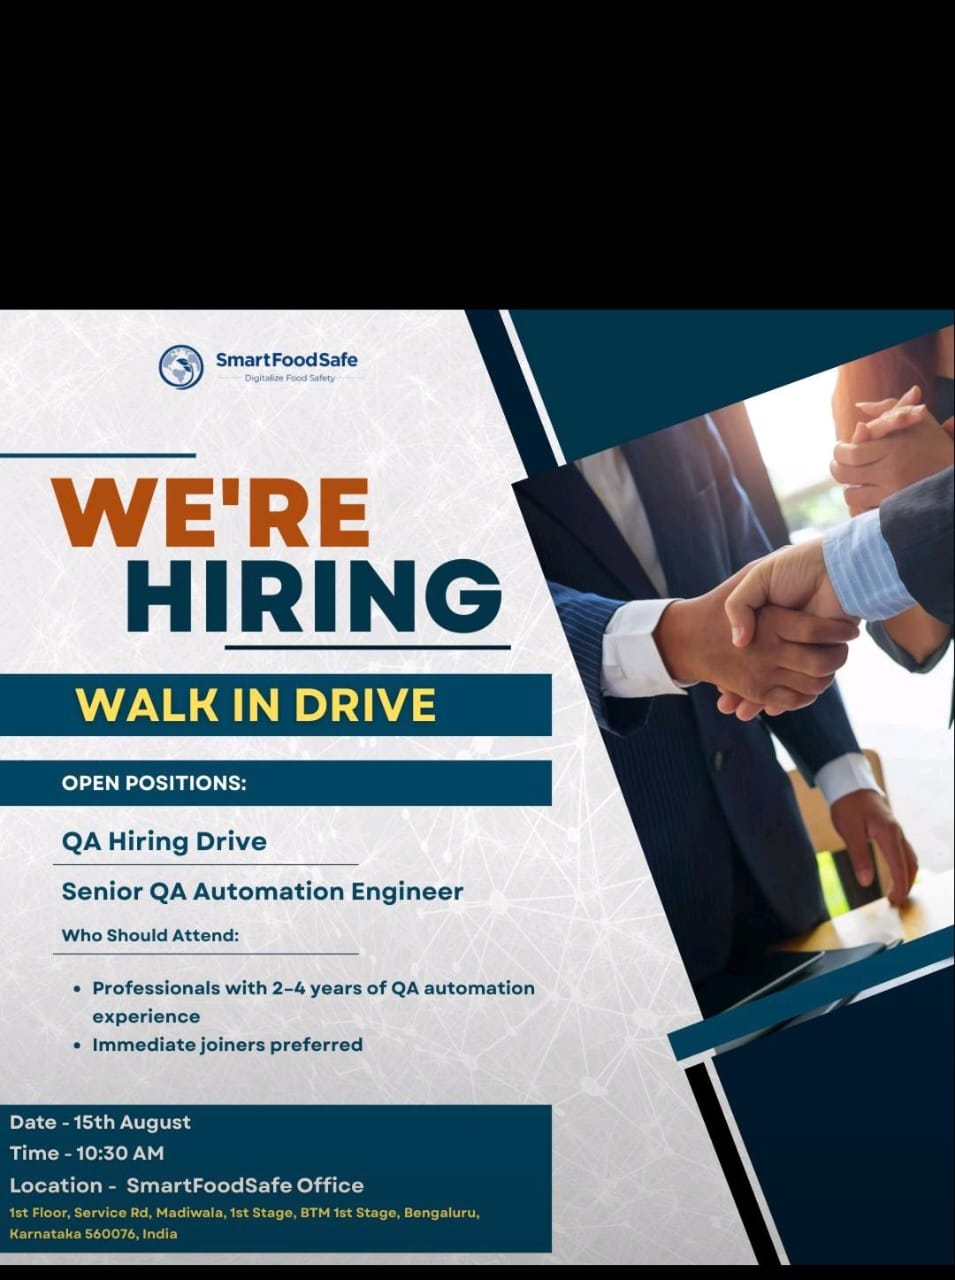 SmartFoodSafe
Digitalize Food Safety
WE'RE
HIRING
WALK IN DRIVE
OPEN POSITIONS:
QA Hiring Drive
Senior QA Automation Engineer
Who Should Attend:
• Professionals with 2–4 years of QA automation
experience
• Immediate joiners preferred
Date - 15th August
Time - 10:30 AM
Location - SmartFoodSafe Office
1st Floor, Service Rd, Madiwala, 1st Stage, BTM 1st Stage, Bengaluru,
Karnataka 560076, India